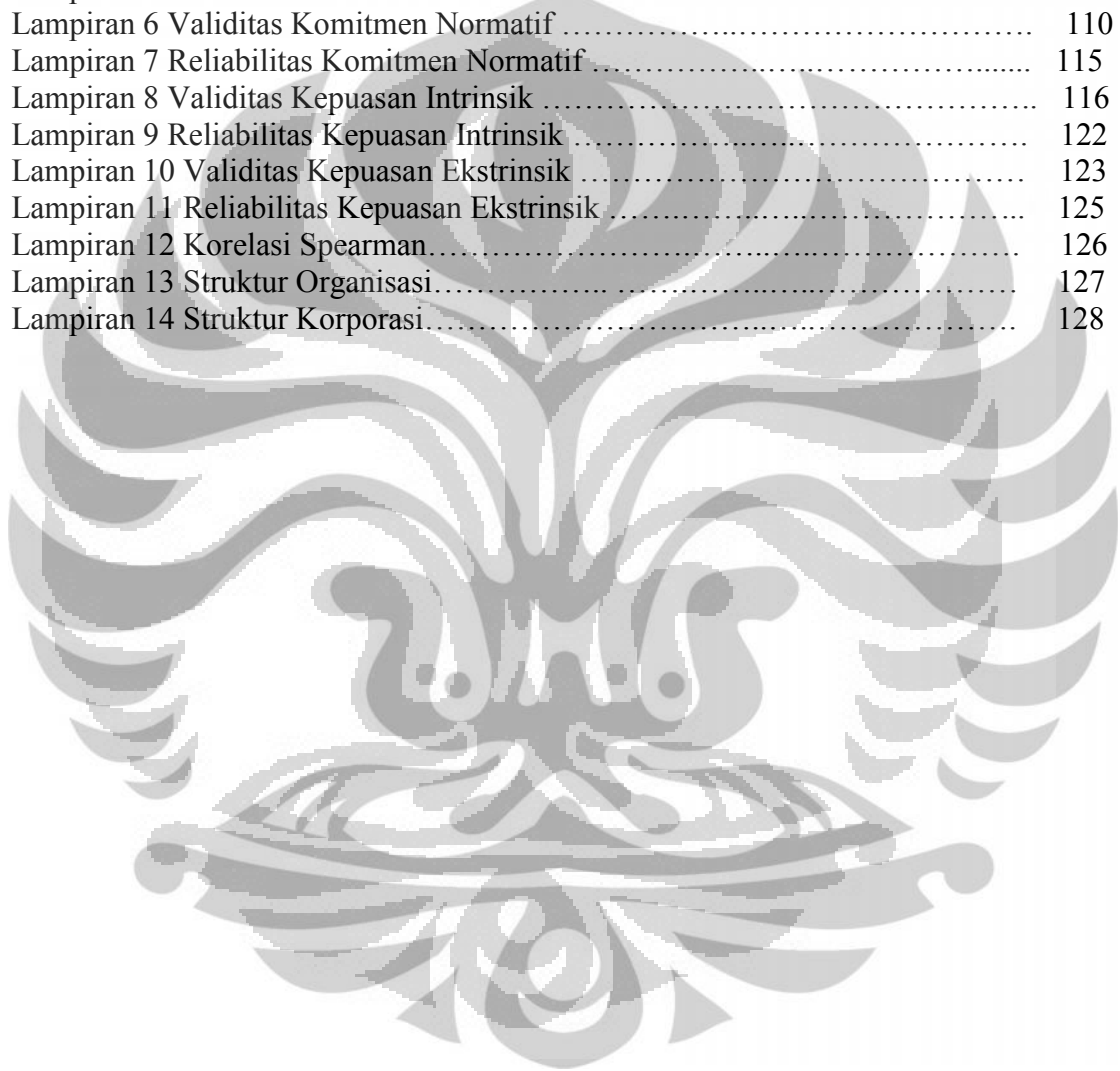 Lampiran 6 Validitas Komitmen Normatif …………...………………………. 110
Lampiran 7 Reliabilitas Komitmen Normatif …………….…………….......  115
Lampiran 8 Validitas Kepuasan Intrinsik ………………………………….. 116
Lampiran 9 Reliabilitas Kepuasan Intrinsik ……………….………………. 122
Lampiran 10 Validitas Kepuasan Ekstrinsik ………………………………… 123
Lampiran 11 Reliabilitas Kepuasan Ekstrinsik ……………..……………….. 125
Lampiran 12 Korelasi Spearman………………………….....……………… 126
Lampiran 13 Struktur Organisasi…………….. ………….....……………… 127
Lampiran 14 Struktur Korporasi……………………………..……………… 128